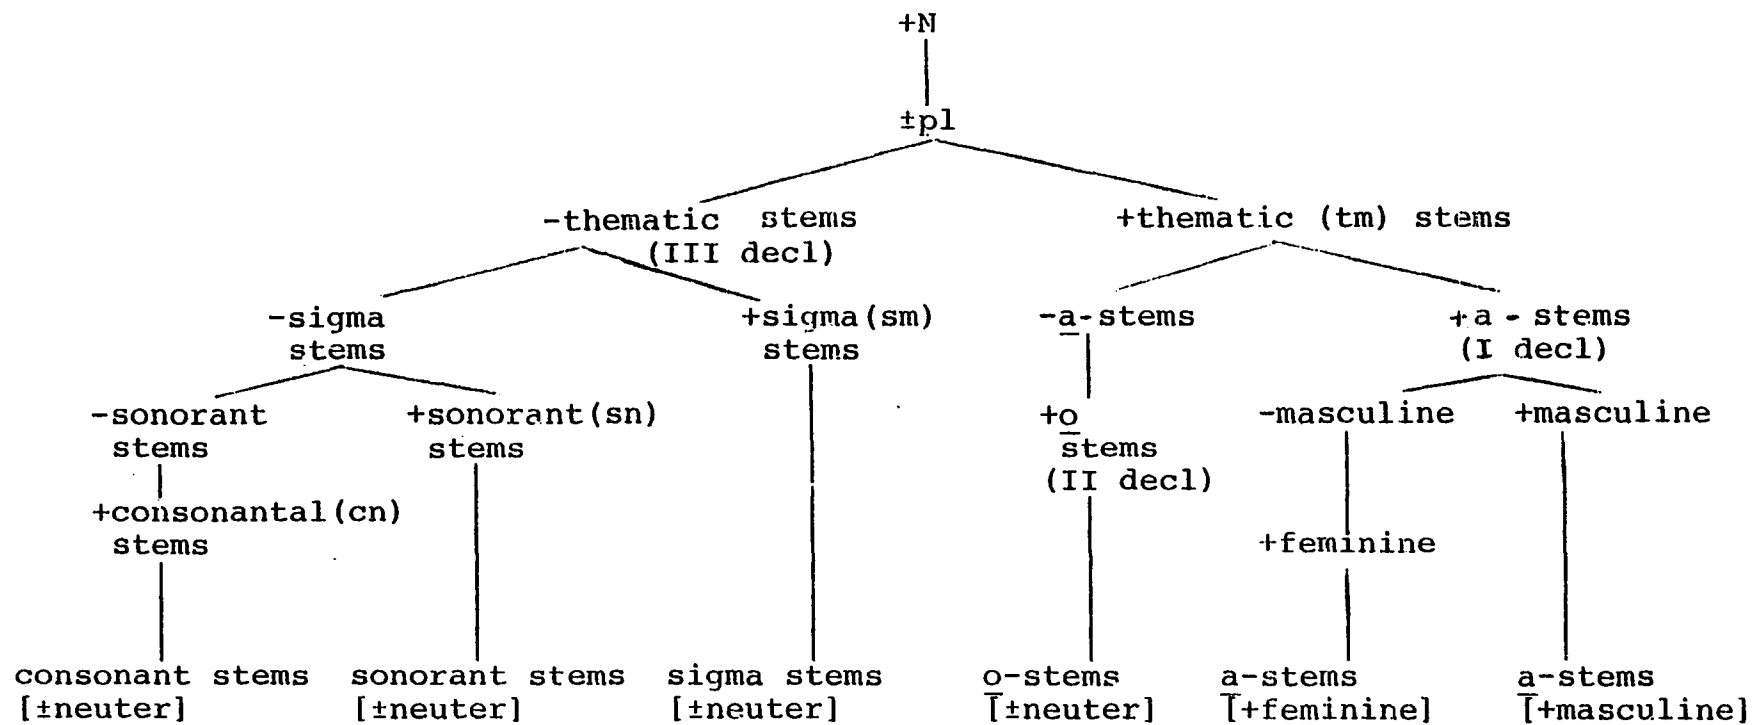 +N
±pl
-thematic stems
(III decl)
+thematic (tm) stems
-sigma
stems
+sigma(sm)
stems
-a-stems
+a - stems
(I decl)
-sonorant
stems
+sonorant(sn)
stems
+o
stems
(II decl)
-masculine
+masculine
+consonantal(cn)
stems
+feminine
consonant stems
[±neuter]
sonorant stems
[±neuter]
sigma stems
[±neuter]
o-stems
[±neuter]
a-stems
[+feminine]
a-stems
[+masculine]